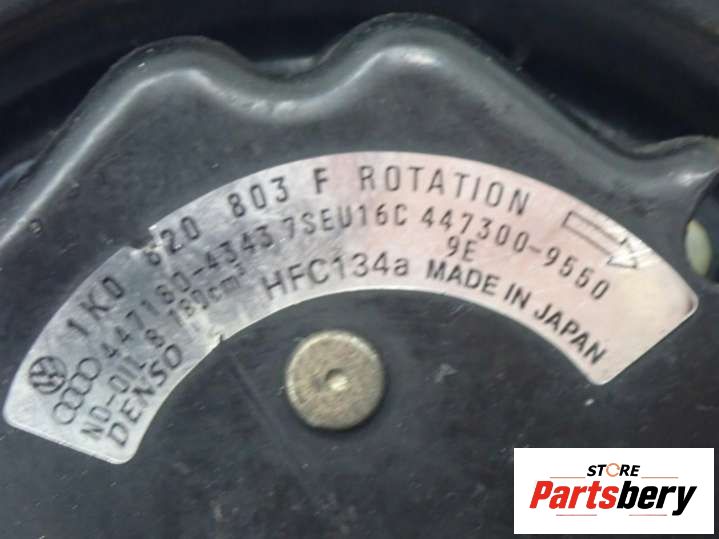 1K0 820 803 F ROTATION
447180-4343 7SEU16C 447300-9550
9E
NO-OIL 8 180cm³ HFC134a MADE IN JAPAN
DENSO
STORE
Partsbery